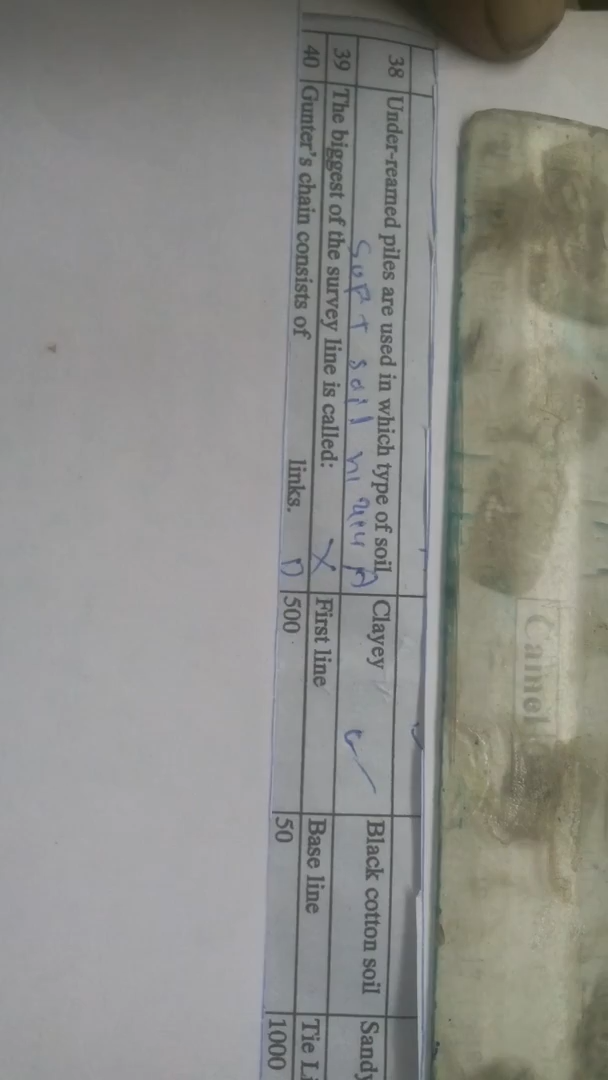 38 Under-reamed piles are used in which type of soil Clayey Black cotton soil Sandy
soil
39 The biggest of the survey line is called: X First line Base line Tie Li
40 Gunter's chain consists of links. D 500 50 1000
Camel